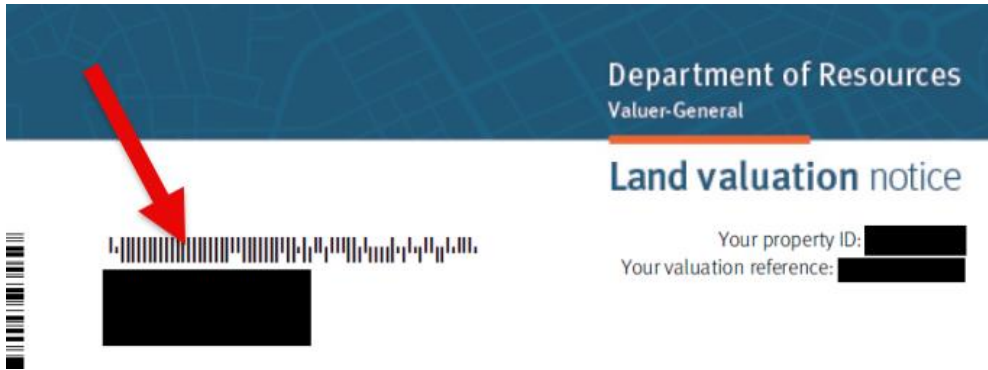 Department of Resources
Valuer-General
Land valuation notice
Your property ID:
Your valuation reference: